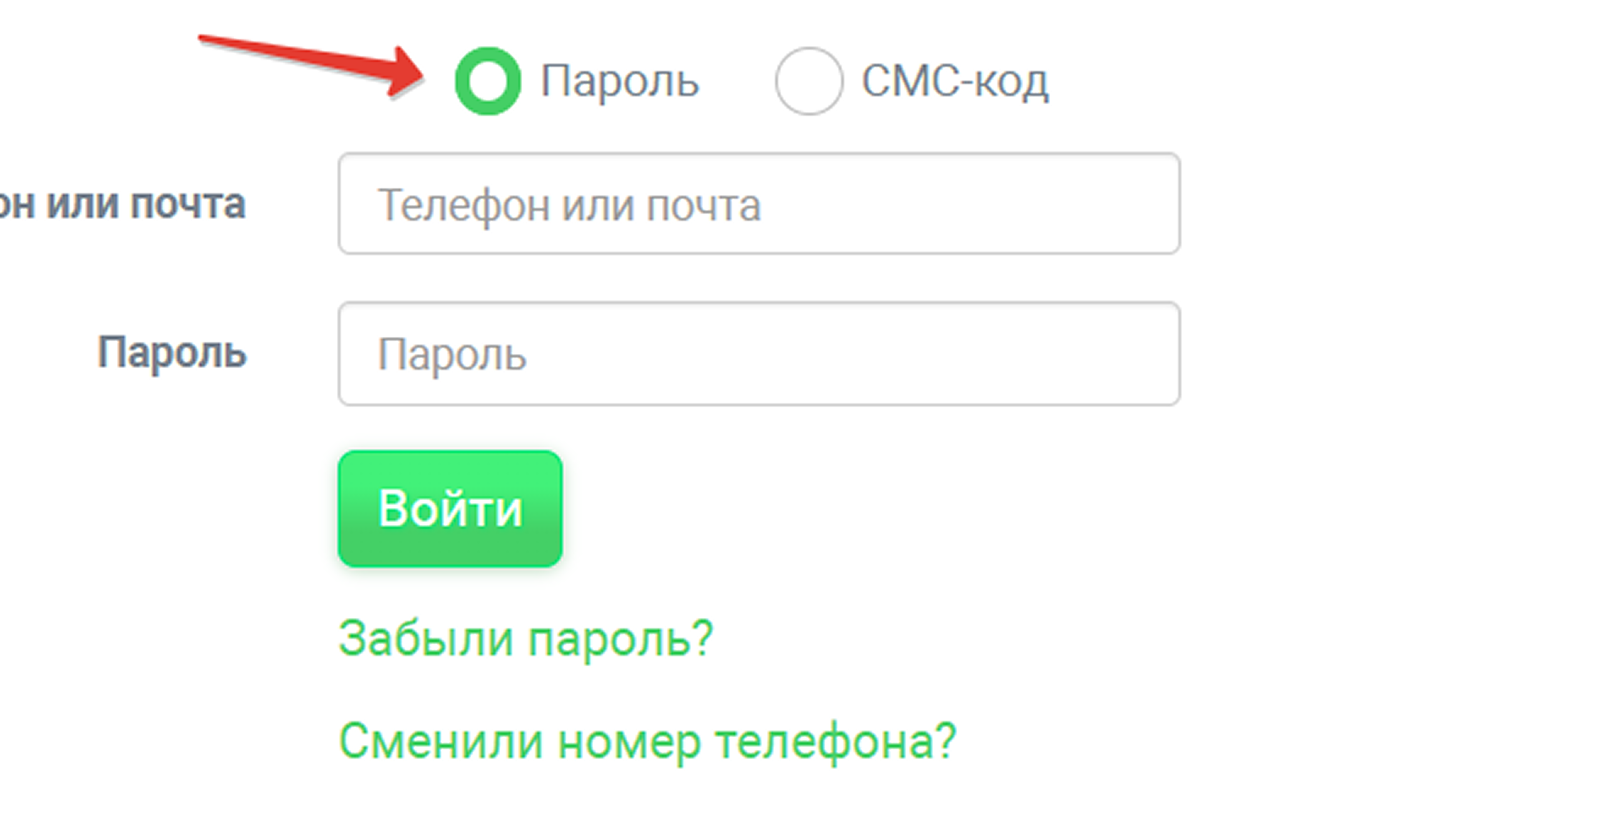 Пароль СМС-код
он или почта Телефон или почта
Пароль Пароль
Войти
Забыли пароль?
Сменили номер телефона?